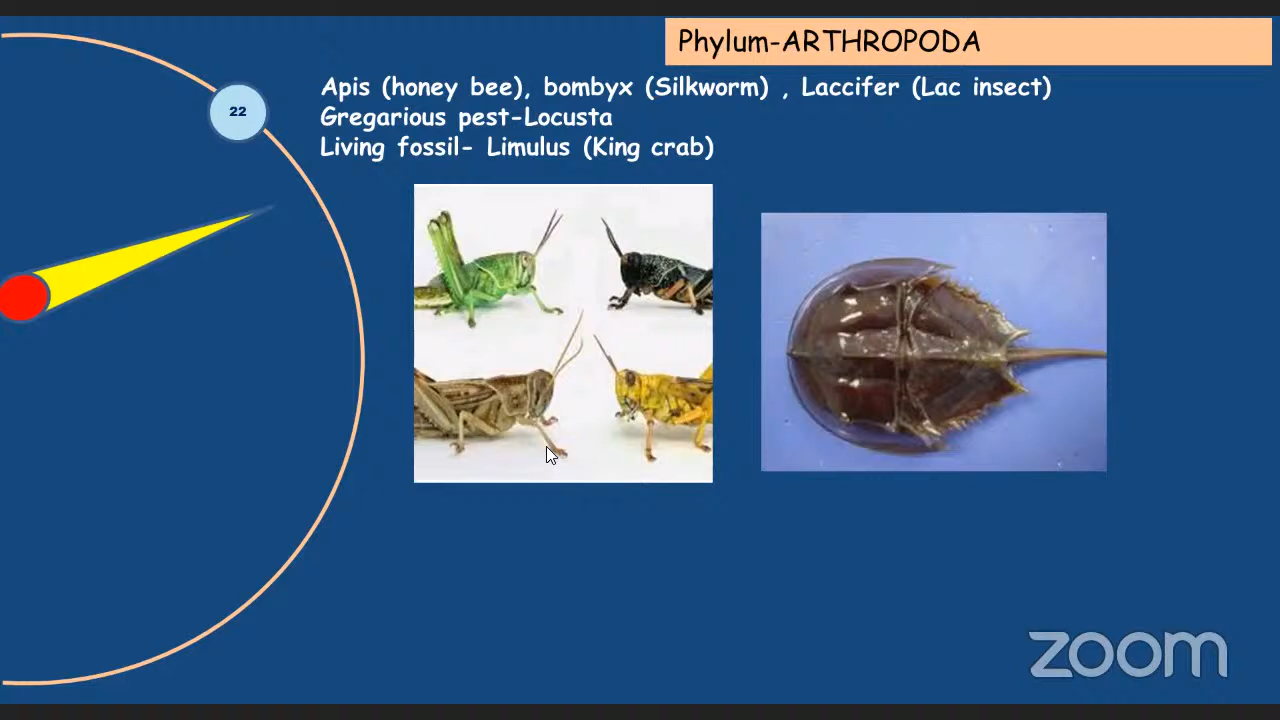 Phylum-ARTHROPODA
22
Apis (honey bee), bombyx (Silkworm) , Laccifer (Lac insect)
Gregarious pest-Locusta
Living fossil- Limulus (King crab)
zoom